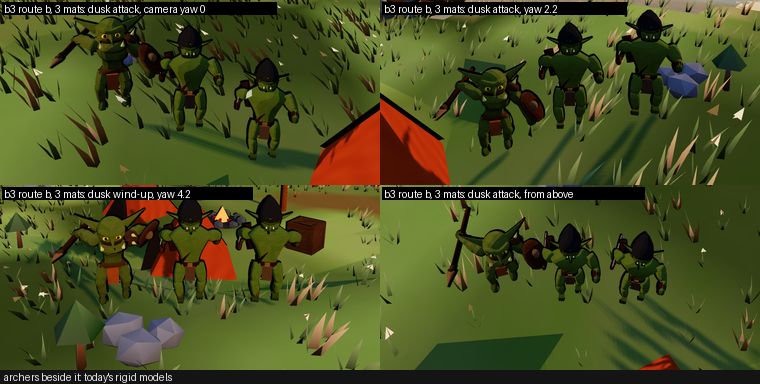 b3 route b, 3 mats: dusk attack, camera yaw 0
b3 route b, 3 mats: dusk attack, yaw 2.2
b3 route b, 3 mats: dusk wind-up, yaw 4.2
b3 route b, 3 mats: dusk attack, from above
archers beside it: today's rigid models